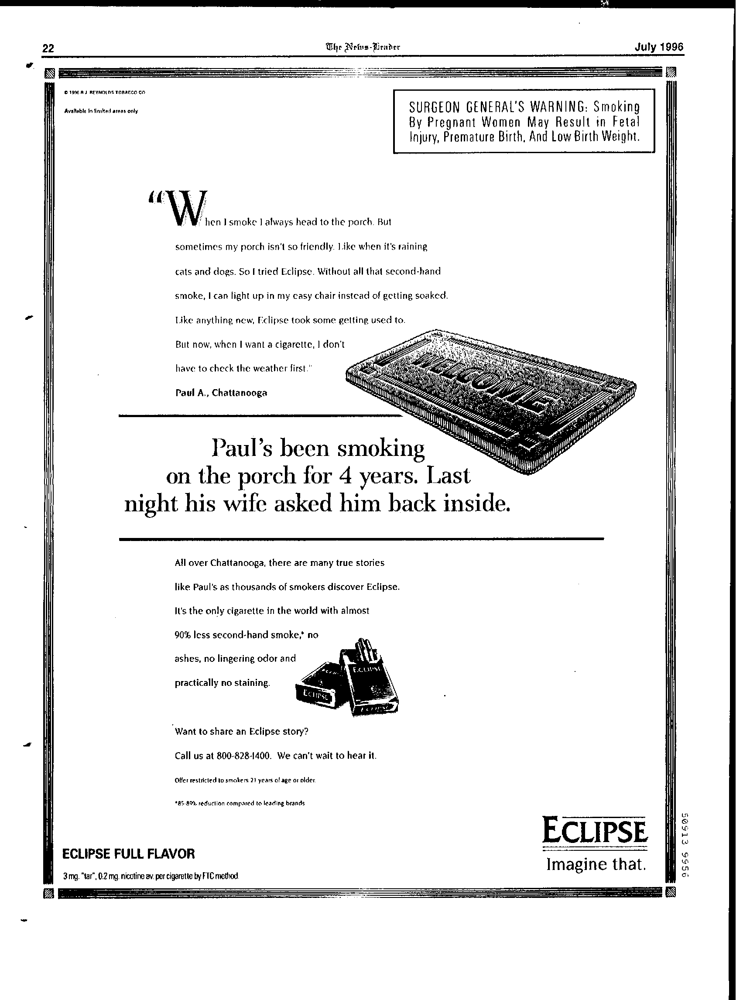 22
The News-Leader
July 1996
© 1996 R.J. REYNOLDS TOBACCO CO.
Available in limited areas only
SURGEON GENERAL'S WARNING: Smoking
By Pregnant Women May Result in Fetal
Injury, Premature Birth, And Low Birth Weight.
“When I smoke I always head to the porch. But
sometimes my porch isn't so friendly. Like when it's raining
cats and dogs. So I tried Eclipse. Without all that second-hand
smoke, I can light up in my easy chair instead of getting soaked.
Like anything new, Eclipse took some getting used to.
But now, when I want a cigarette, I don't
have to check the weather first."
Paul A., Chattanooga
WELCOME
Paul's been smoking
on the porch for 4 years. Last
night his wife asked him back inside.
All over Chattanooga, there are many true stories
like Paul's as thousands of smokers discover Eclipse.
It's the only cigarette in the world with almost
90% less second-hand smoke,* no
ashes, no lingering odor and
practically no staining.
ECLIPSE
ECLIPSE
ECLIPSE
Want to share an Eclipse story?
Call us at 800-828-1400. We can't wait to hear it.
Offer restricted to smokers 21 years of age or older.
*85-89% reduction compared to leading brands
ECLIPSE
Imagine that.
ECLIPSE FULL FLAVOR
3 mg. "tar", 0.2 mg. nicotine av. per cigarette by FTC method
50913 9956